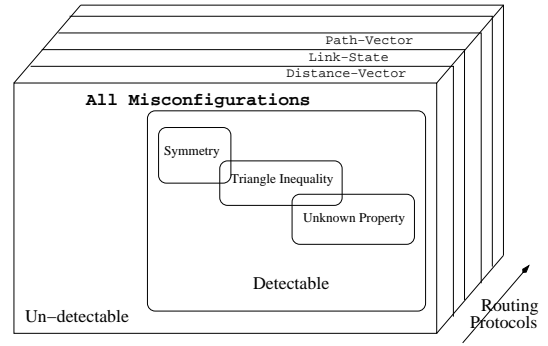 Path-Vector
Link-State
Distance-Vector
All Misconfigurations
Symmetry
Triangle Inequality
Unknown Property
Detectable
Un-detectable
Routing
Protocols